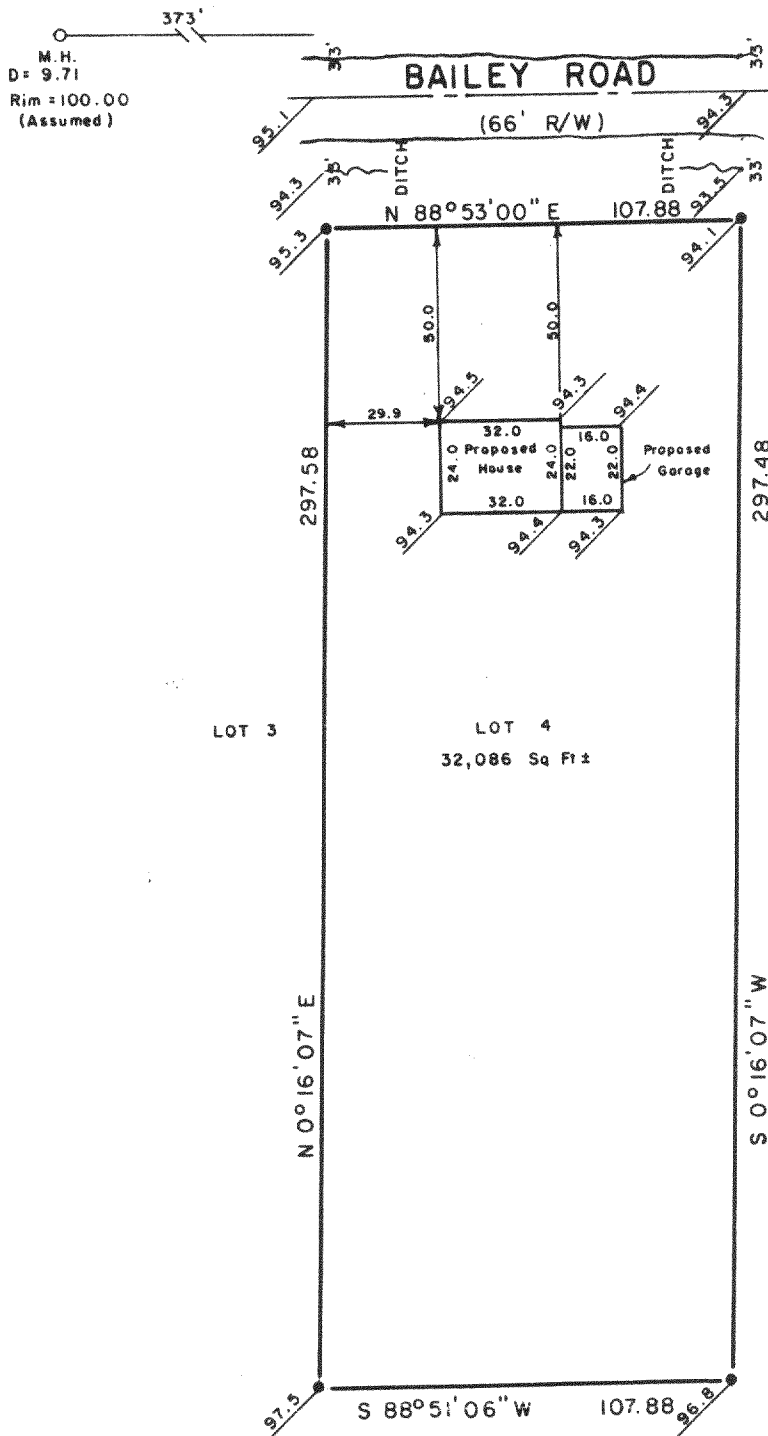 373'
M.H.
D= 9.71
Rim = 100.00
(Assumed)
33'
33'
BAILEY ROAD
(66' R/W)
95.1
94.3
94.3
33'
DITCH
DITCH
93.5
33'
N 88°53'00" E 107.88
95.3
94.1
50.0
50.0
94.5
94.3
94.4
29.9
32.0
16.0
24.0
Proposed
House
24.0
22.0
22.0
Proposed
Garage
32.0
16.0
94.3
94.4
94.3
297.58
297.48
LOT 3
LOT 4
32,086 Sq Ft ±
N 0°16'07" E
S 0°16'07" W
97.5
S 88°51'06" W 107.88
96.8